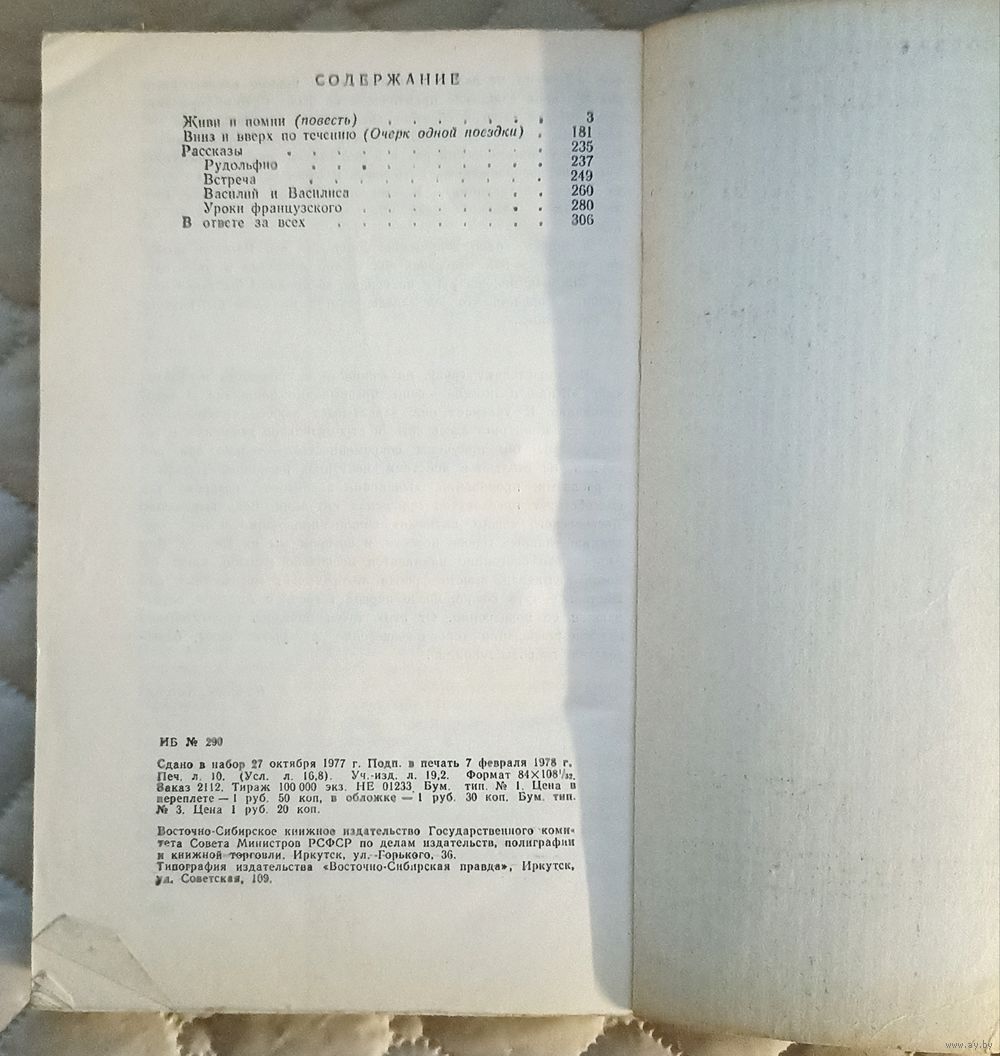 СОДЕРЖАНИЕ
Живи и помни (повесть) . . . . . . . 3
Вниз и вверх по течению (Очерк одной поездки) . 181
Рассказы . . . . . . . . . . . 235
Рудольфио . . . . . . . . . . 237
Встреча . . . . . . . . . . 249
Василий и Василиса . . . . . . . 260
Уроки французского . . . . . . . . 280
В ответе за всех . . . . . . . . 306
ИБ № 290
Сдано в набор 27 октября 1977 г. Подп. в печать 7 февраля 1978 г.
Печ. л. 10. (Усл. л. 16,8). Уч.-изд. л. 19,2. Формат 84×108¹/₃₂.
Заказ 2112. Тираж 100 000 экз. НЕ 01233. Бум. тип. № 1. Цена в
переплете — 1 руб. 50 коп, в обложке — 1 руб. 30 коп. Бум. тип.
№ 3. Цена 1 руб. 20 коп.
Восточно-Сибирское книжное издательство Государственного коми-
тета Совета Министров РСФСР по делам издательств, полиграфии
и книжной торговли. Иркутск, ул. Горького, 36.
Типография издательства «Восточно-Сибирская правда», Иркутск,
ул. Советская, 109.
www.ay.by